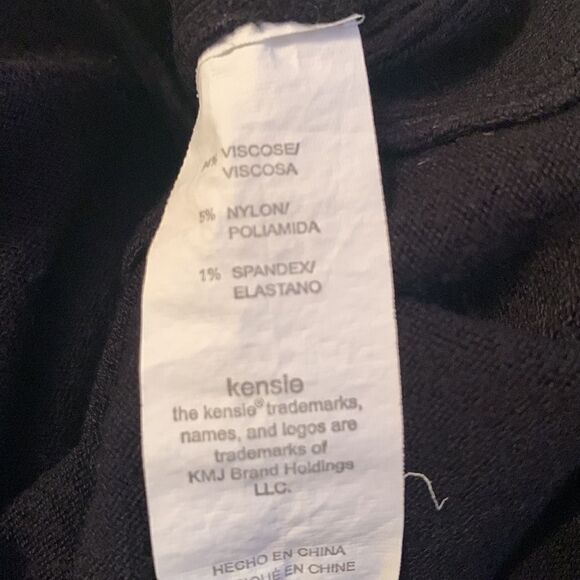 VISCOSE/
VISCOSA
5% NYLON/
POLIAMIDA
1% SPANDEX/
ELASTANO
kensie
the kensie® trademarks,
names, and logos are
trademarks of
KMJ Brand Holdings
LLC.
HECHO EN CHINA
EN CHINE